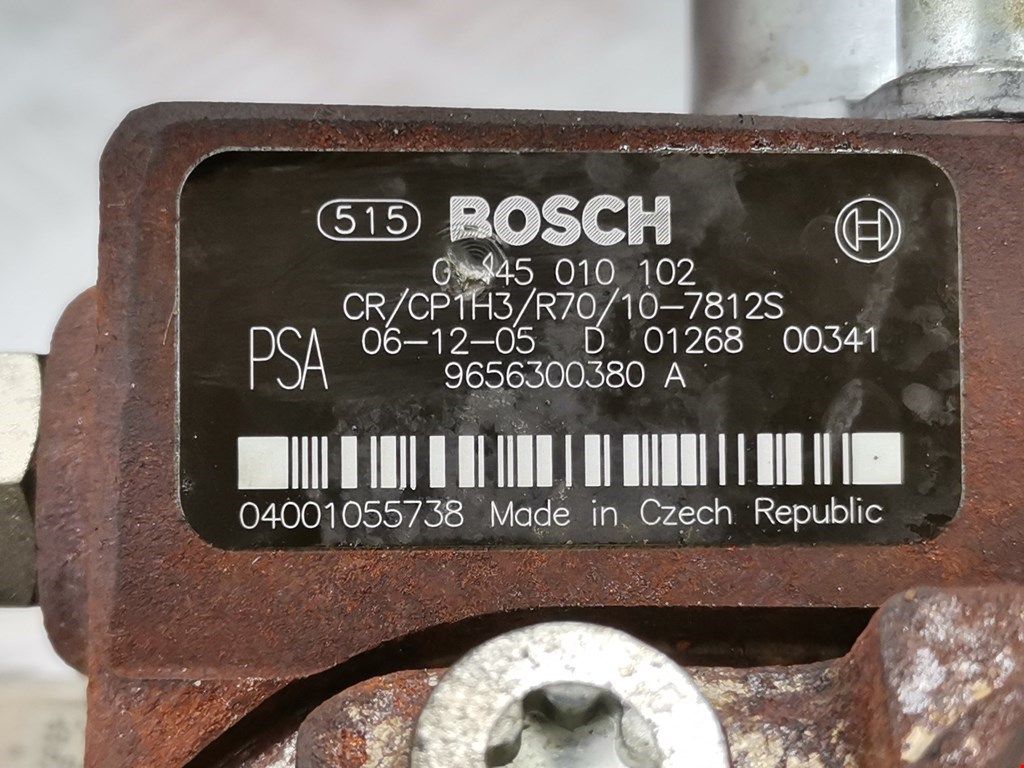 515 BOSCH H
0 445 010 102
CR/CP1H3/R70/10-7812S
PSA 06-12-05 D 01268 00341
9656300380 A
04001055738 Made in Czech Republic